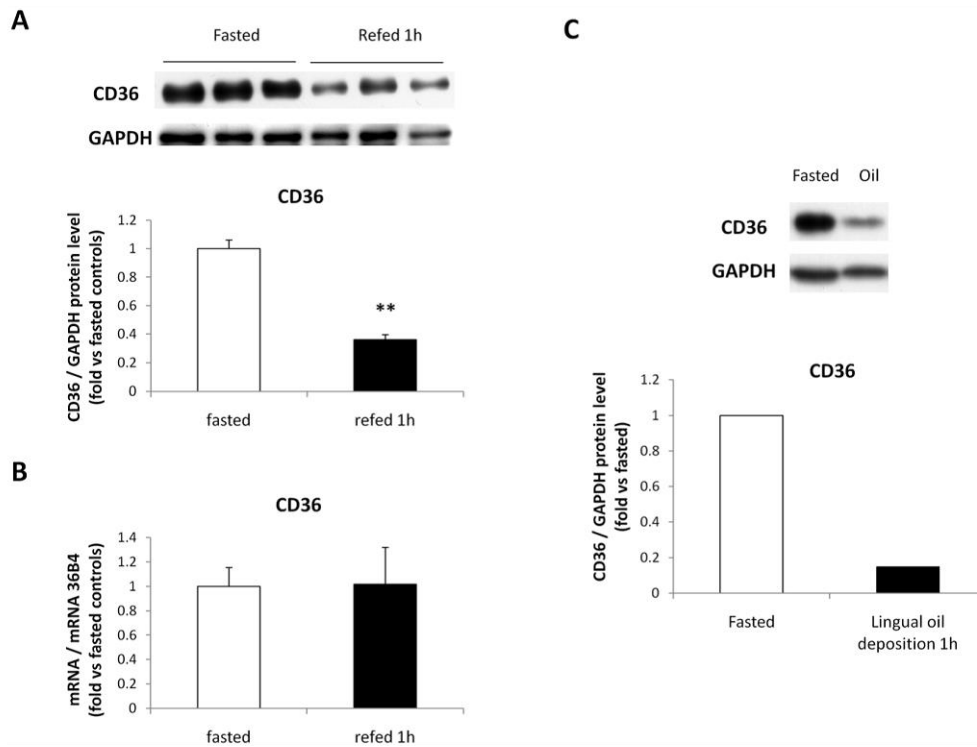 A
Fasted Refed 1h
CD36
GAPDH
CD36
CD36 / GAPDH protein level
(fold vs fasted controls)
1.2
1
0.8
0.6
0.4
0.2
0
**
fasted refed 1h
B
CD36
mRNA / mRNA 36B4
(fold vs fasted controls)
1.4
1.2
1
0.8
0.6
0.4
0.2
0
fasted refed 1h
C
Fasted Oil
CD36
GAPDH
CD36
CD36 / GAPDH protein level
(fold vs fasted)
1.2
1
0.8
0.6
0.4
0.2
0
Fasted Lingual oil
deposition 1h